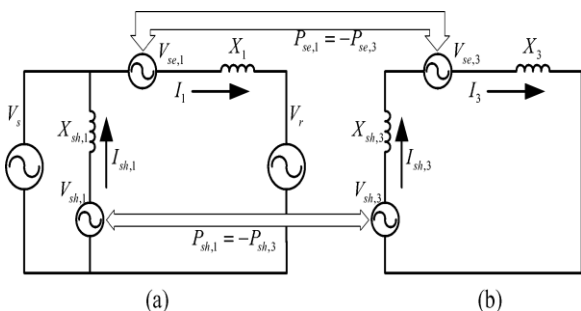 P_{se,1} = −P_{se,3}
V_{se,1}
X_1
V_{se,3}
X_3
I_1
I_3
V_s
X_{sh,1}
I_{sh,1}
V_r
X_{sh,3}
I_{sh,3}
V_{sh,1}
V_{sh,3}
P_{sh,1} = −P_{sh,3}
(a)
(b)